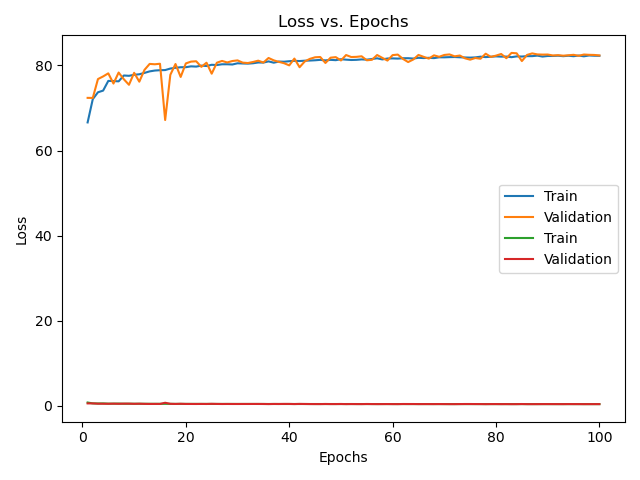 Loss vs. Epochs
80
60
40
20
0
Loss
Train
Validation
Train
Validation
0 20 40 60 80 100
Epochs